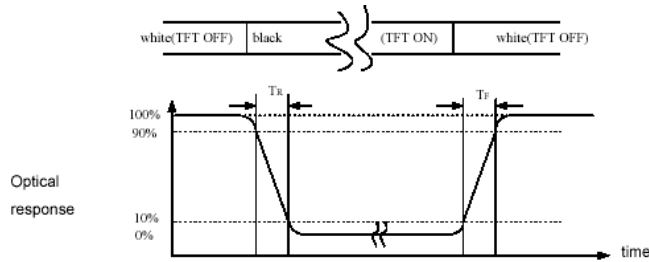 white(TFT OFF) black (TFT ON) white(TFT OFF)
TR TF
100%
90%
Optical
response
10%
0%
time